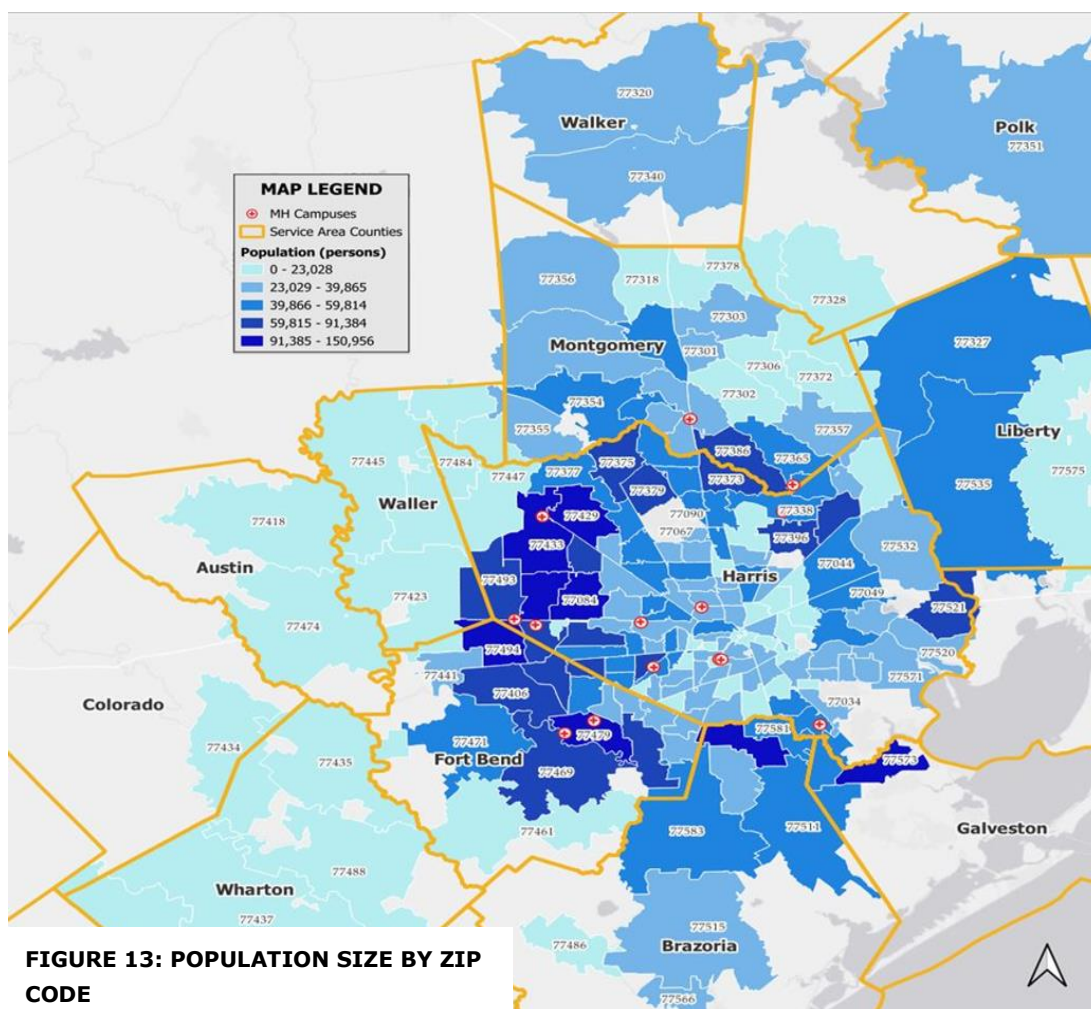 77320
Walker
Polk
77351
77340
MAP LEGEND
MH Campuses
Service Area Counties
Population (persons)
0 - 23,028
23,029 - 39,865
39,866 - 59,814
59,815 - 91,384
91,385 - 150,956
77356
77318
77378
77328
77303
77327
Montgomery
77301
77306
77372
77302
77354
77355
77357
Liberty
77386
77365
77375
77377
77373
77379
77445
77484
77447
77575
77535
Waller
77338
77090
77067
77429
77418
77433
77396
77532
77044
Austin
Harris
77493
77049
77084
77423
77521
77474
77494
77520
77441
77571
77406
77034
Colorado
77581
77479
77434
77471
77435
Fort Bend
77573
77469
77461
77583
77511
Galveston
77488
Wharton
77437
77515
77486
Brazoria
77566
FIGURE 13: POPULATION SIZE BY ZIP
CODE